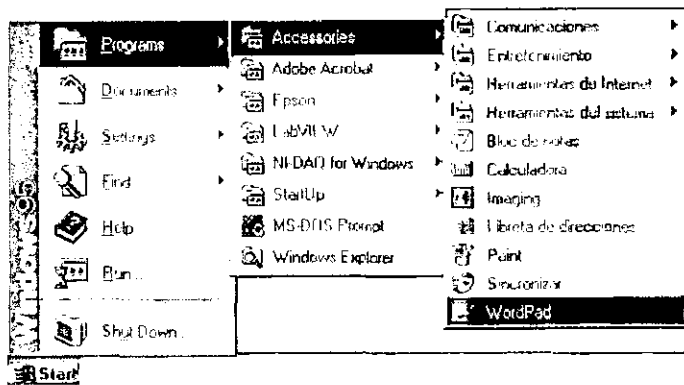 Programs
Documents
Settings
Find
Help
Run...
Shut Down...
Start
Accessories
Adobe Acrobat
Epson
LabVIEW
NI-DAQ for Windows
StartUp
MS-DOS Prompt
Windows Explorer
Comunicaciones
Entretenimiento
Herramientas de Internet
Herramientas del sistema
Bloc de notas
Calculadora
Imaging
Libreta de direcciones
Paint
Sincronizar
WordPad